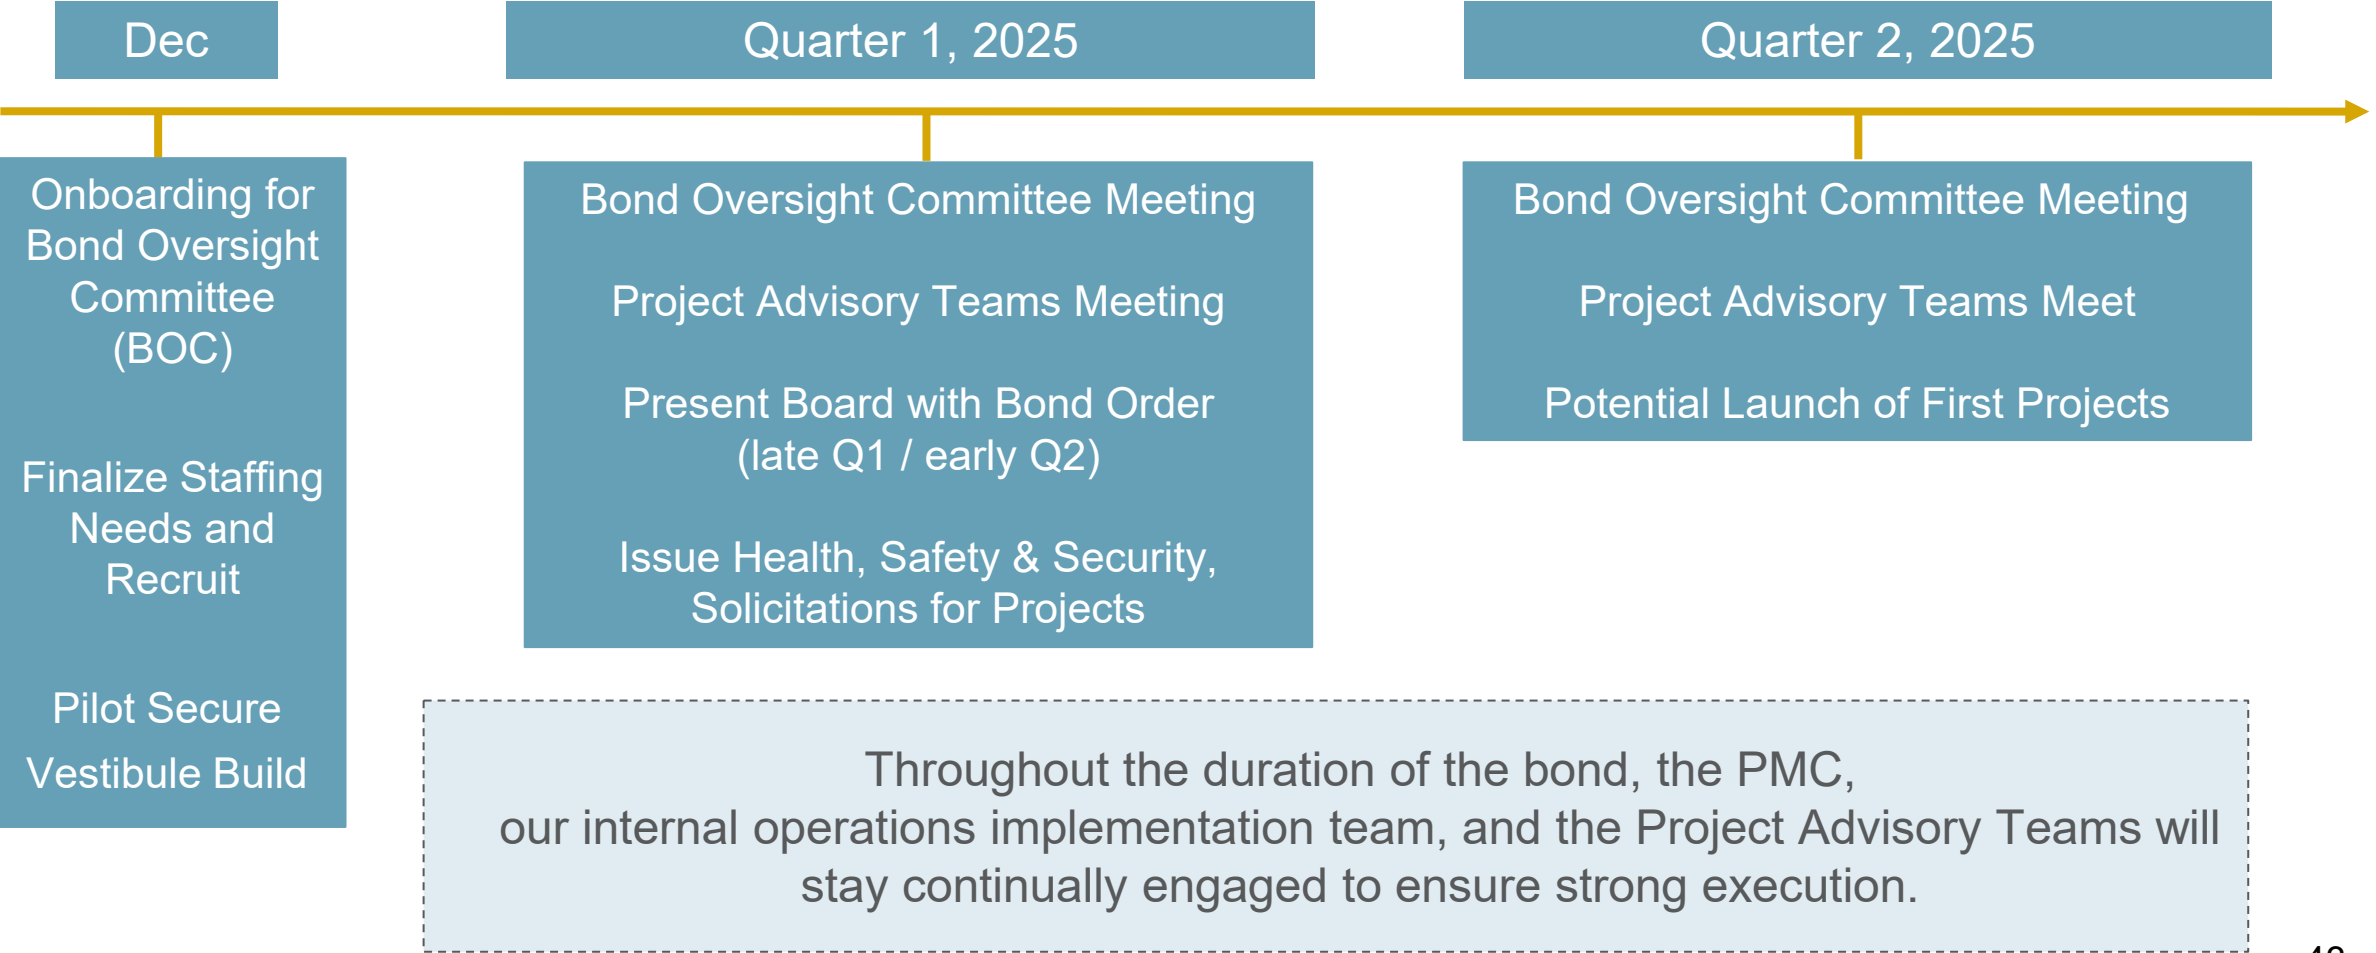 Dec
Quarter 1, 2025
Quarter 2, 2025
Onboarding for
Bond Oversight
Committee
(BOC)
Finalize Staffing
Needs and
Recruit
Pilot Secure
Vestibule Build
Bond Oversight Committee Meeting
Project Advisory Teams Meeting
Present Board with Bond Order
(late Q1 / early Q2)
Issue Health, Safety & Security,
Solicitations for Projects
Bond Oversight Committee Meeting
Project Advisory Teams Meet
Potential Launch of First Projects
Throughout the duration of the bond, the PMC,
our internal operations implementation team, and the Project Advisory Teams will
stay continually engaged to ensure strong execution.